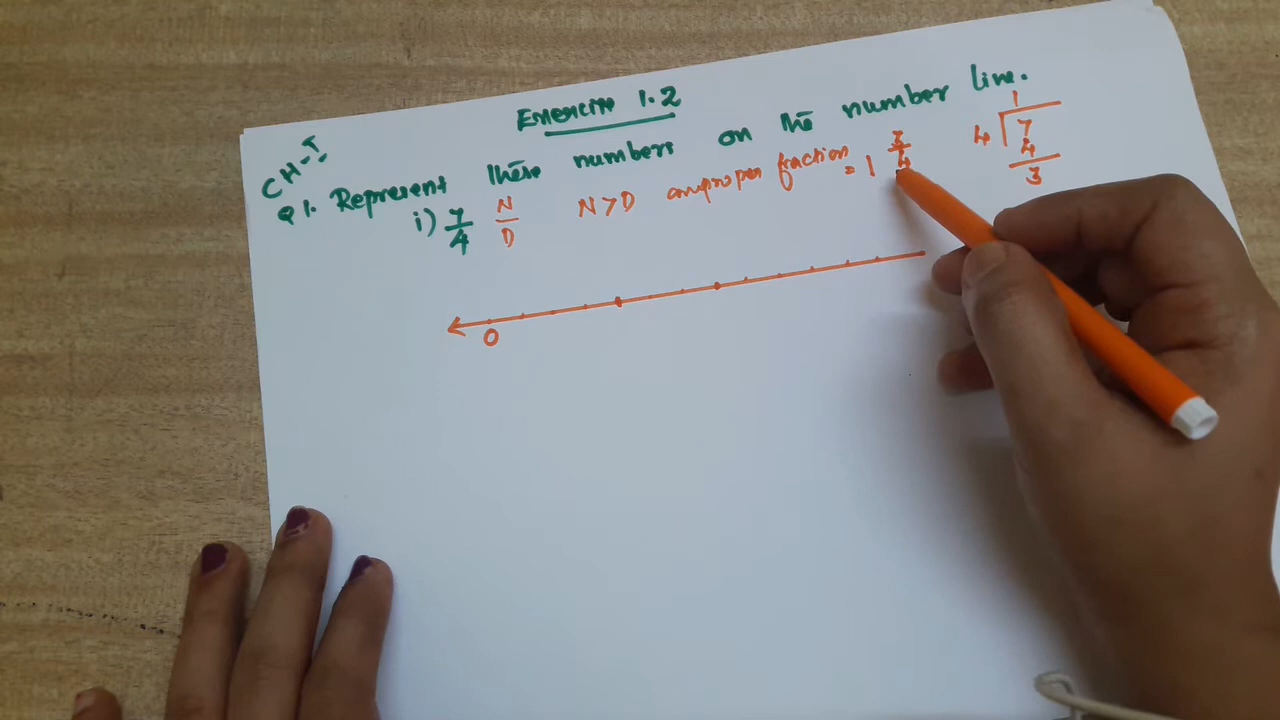 Exercise 1.2
CH-I
Q1. Represent these numbers on the number line.
i) 7/4 N/D N>D improper fraction = 1 3/4
1
4 7
4
3
0